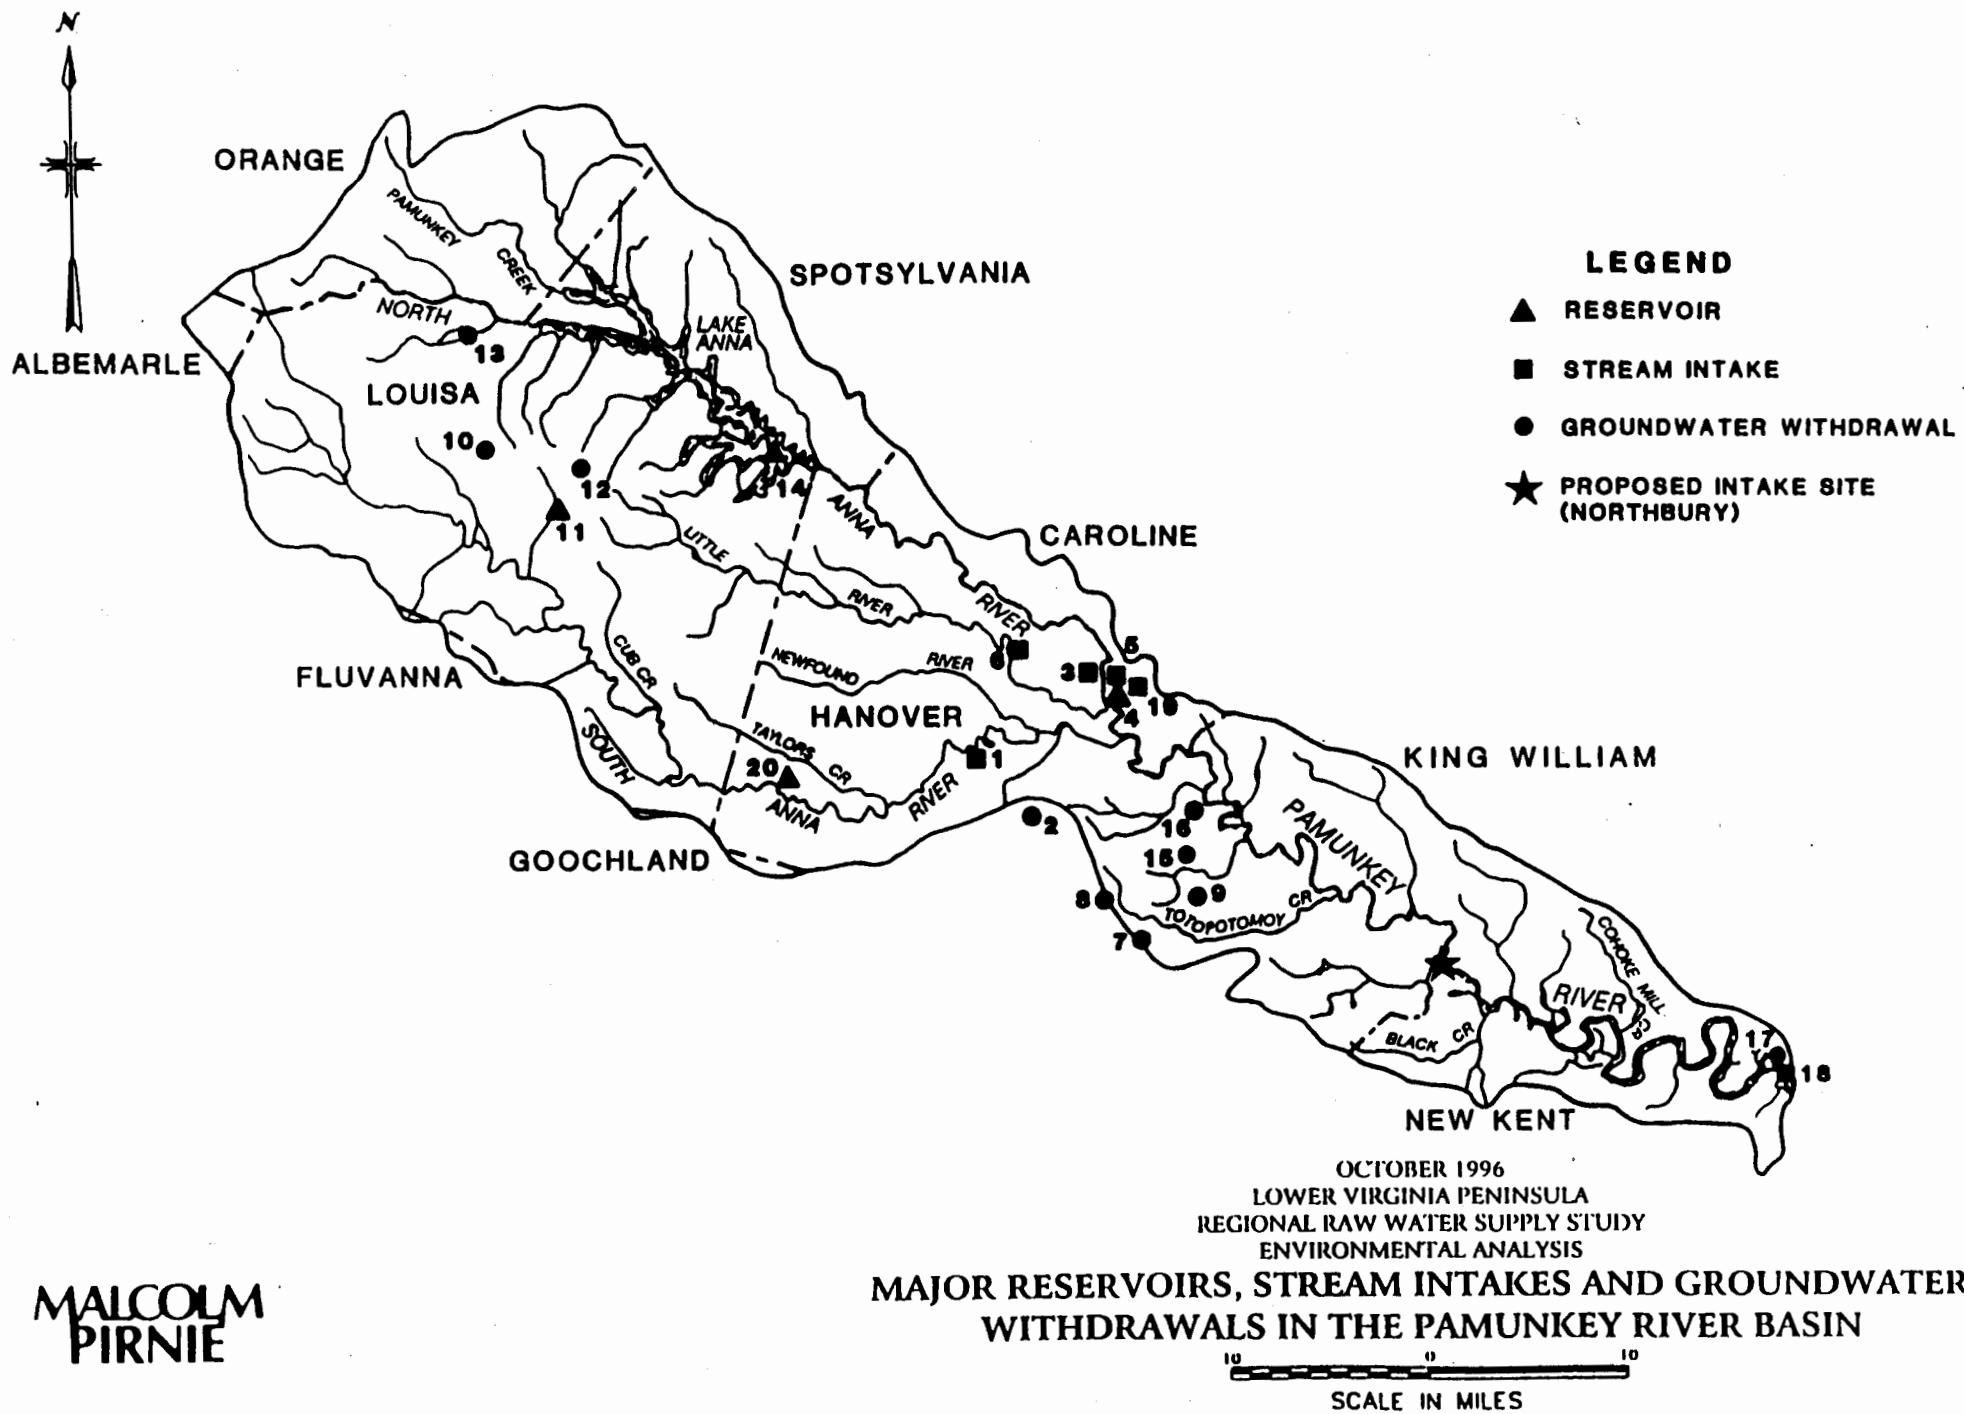 N
ORANGE
PAMUNKEY
CREEK
SPOTSYLVANIA
NORTH
LAKE
ANNA
13
ALBEMARLE
LOUISA
10
12
14
11
ANNA
LITTLE
CAROLINE
RIVER
RIVER
5
6
3
19
4
CUB CR
NEWFOUND
RIVER
FLUVANNA
HANOVER
SOUTH
TAYLORS
CR
20
1
KING WILLIAM
ANNA
RIVER
2
16
PAMUNKEY
GOOCHLAND
15
8
9
TOTOPOTOMOY
CR
7
COHOKE
MILL
CR
RIVER
BLACK
CR
17
18
NEW KENT
LEGEND
RESERVOIR
STREAM INTAKE
GROUNDWATER WITHDRAWAL
PROPOSED INTAKE SITE
(NORTHBURY)
OCTOBER 1996
LOWER VIRGINIA PENINSULA
REGIONAL RAW WATER SUPPLY STUDY
ENVIRONMENTAL ANALYSIS
MAJOR RESERVOIRS, STREAM INTAKES AND GROUNDWATER
WITHDRAWALS IN THE PAMUNKEY RIVER BASIN
10 0 10
SCALE IN MILES
MALCOLM
PIRNIE